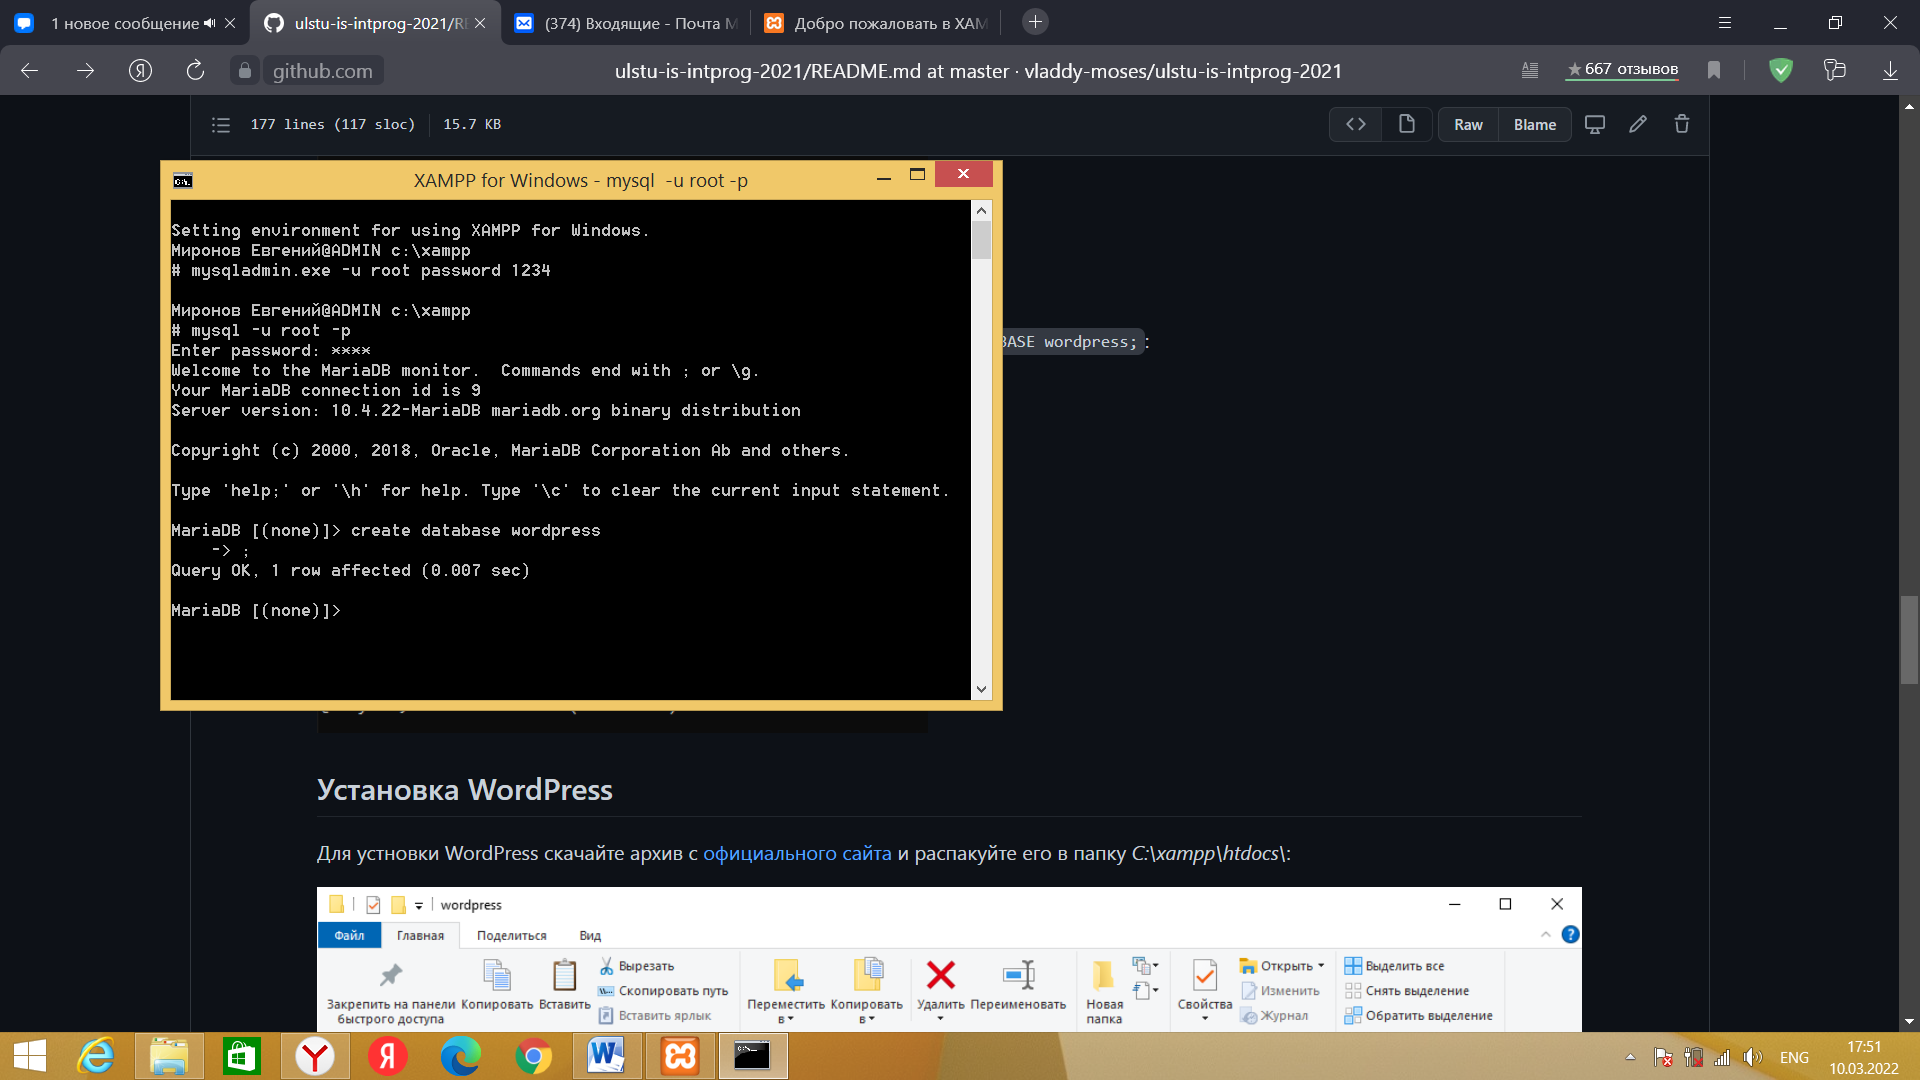 1 новое сообщение
ulstu-is-intprog-2021/RE
(374) Входящие - Почта M
Добро пожаловать в XAM
github.com
ulstu-is-intprog-2021/README.md at master · vladdy-moses/ulstu-is-intprog-2021
★ 667 отзывов
177 lines (117 sloc)
15.7 KB
Raw
Blame
XAMPP for Windows - mysql  -u root -p
Setting environment for using XAMPP for Windows.
Миронов Евгений@ADMIN c:\xampp
# mysqladmin.exe -u root password 1234
Миронов Евгений@ADMIN c:\xampp
# mysql -u root -p
Enter password: ****
Welcome to the MariaDB monitor.  Commands end with ; or \g.
Your MariaDB connection id is 9
Server version: 10.4.22-MariaDB mariadb.org binary distribution
Copyright (c) 2000, 2018, Oracle, MariaDB Corporation Ab and others.
Type 'help;' or '\h' for help. Type '\c' to clear the current input statement.
MariaDB [(none)]> create database wordpress
    -> ;
Query OK, 1 row affected (0.007 sec)
MariaDB [(none)]>
BASE wordpress; :
Установка WordPress
Для устновки WordPress скачайте архив с официального сайта и распакуйте его в папку C:\xampp\htdocs\:
wordpress
Файл
Главная
Поделиться
Вид
Закрепить на панели быстрого доступа
Копировать
Вставить
Вырезать
Скопировать путь
Вставить ярлык
Переместить в
Копировать в
Удалить
Переименовать
Новая папка
Свойства
Открыть
Изменить
Журнал
Выделить все
Снять выделение
Обратить выделение
ENG
17:51
10.03.2022